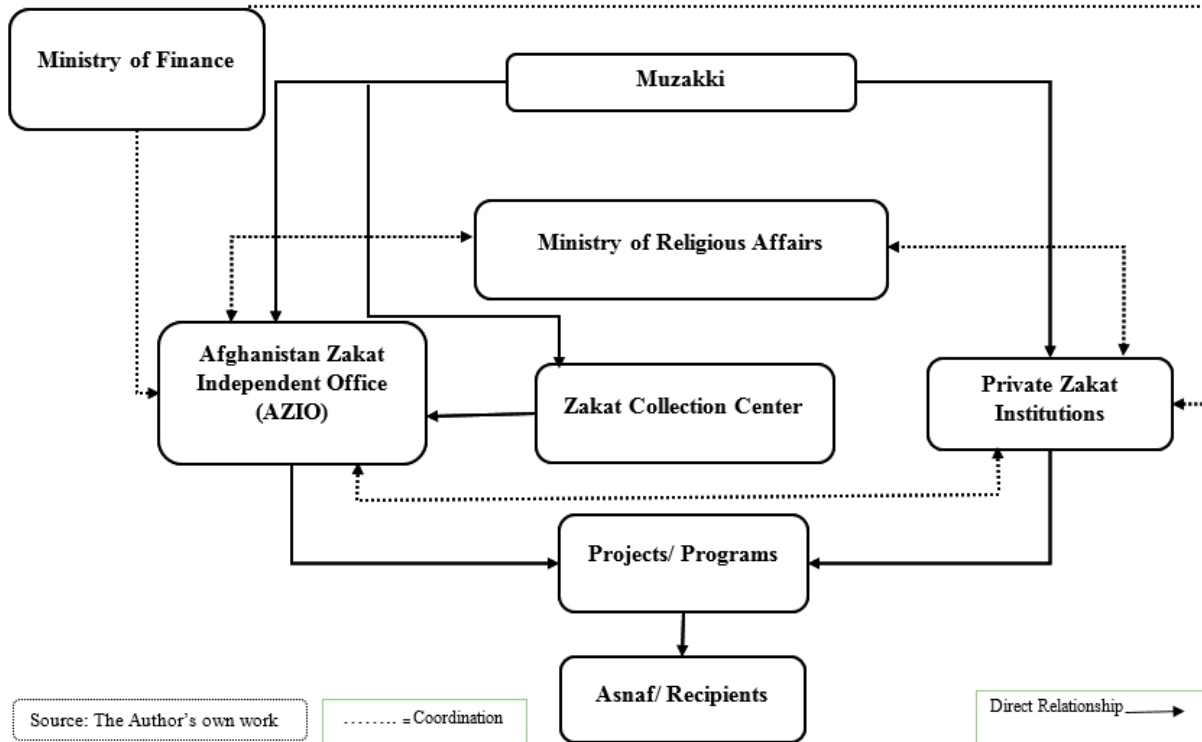 Ministry of Finance
Muzakki
Ministry of Religious Affairs
Afghanistan Zakat
Independent Office
(AZIO)
Zakat Collection Center
Private Zakat
Institutions
Projects/ Programs
Asnaf/ Recipients
Source: The Author's own work
........ = Coordination
Direct Relationship